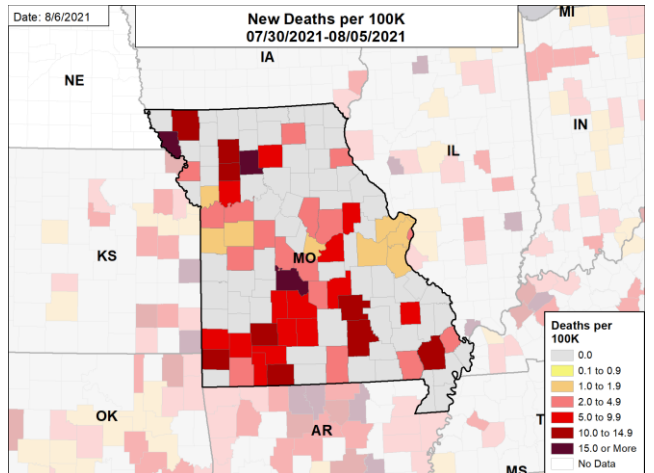 Date: 8/6/2021
New Deaths per 100K
07/30/2021-08/05/2021
MI
IA
NE
IN
IL
KS
MO
Deaths per
100K
0.0
0.1 to 0.9
1.0 to 1.9
2.0 to 4.9
5.0 to 9.9
10.0 to 14.9
15.0 or More
No Data
OK
AR
MS